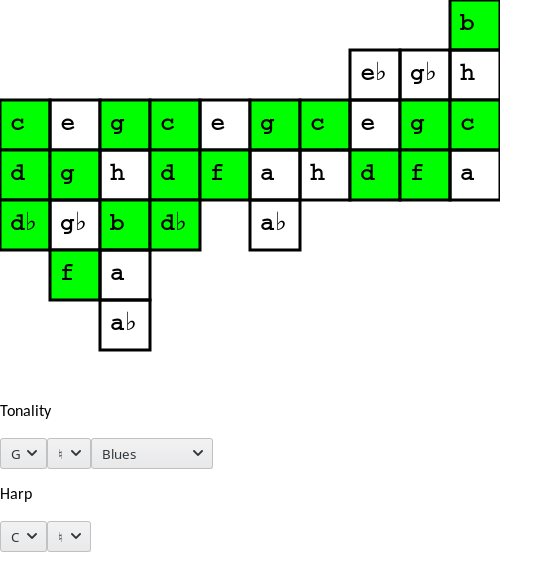 b
e♭ g♭ h
c e g c e g c e g c
d g h d f a h d f a
d♭ g♭ b d♭ a♭
f a
a♭
Tonality
G ♮ Blues
Harp
C ♮